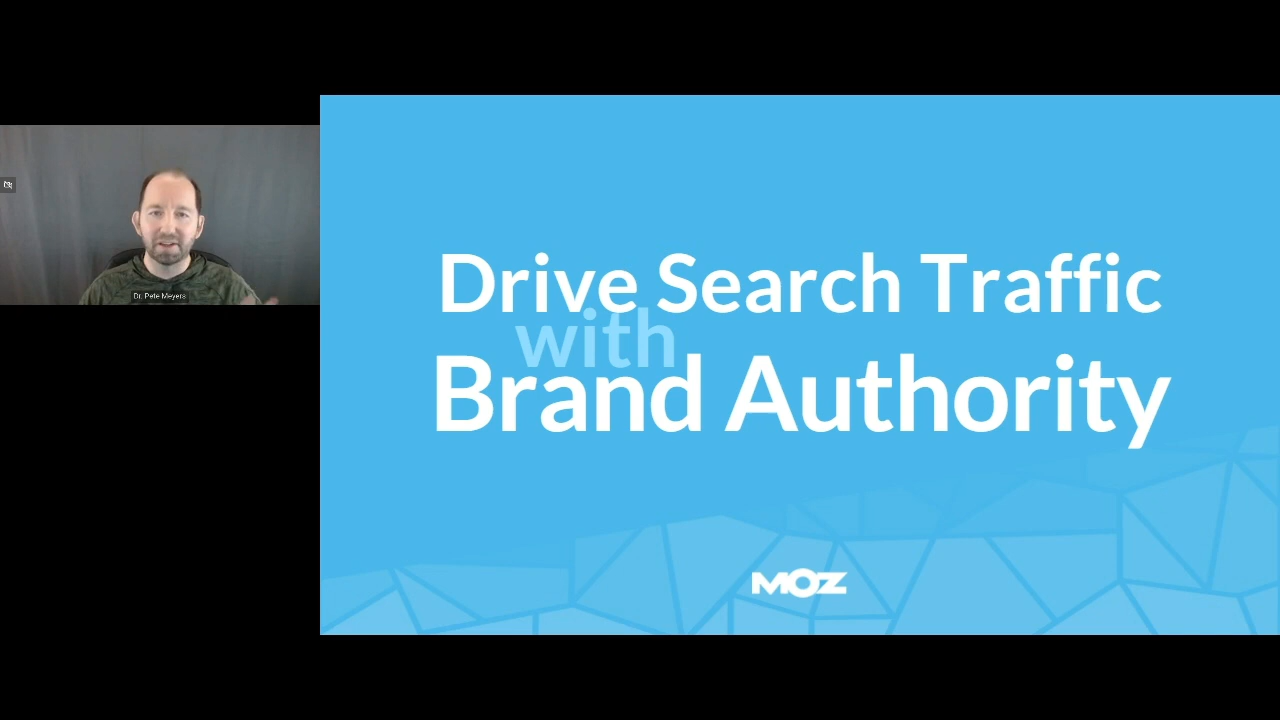 Dr. Pete Meyers
Drive Search Traffic
with
Brand Authority
MOZ